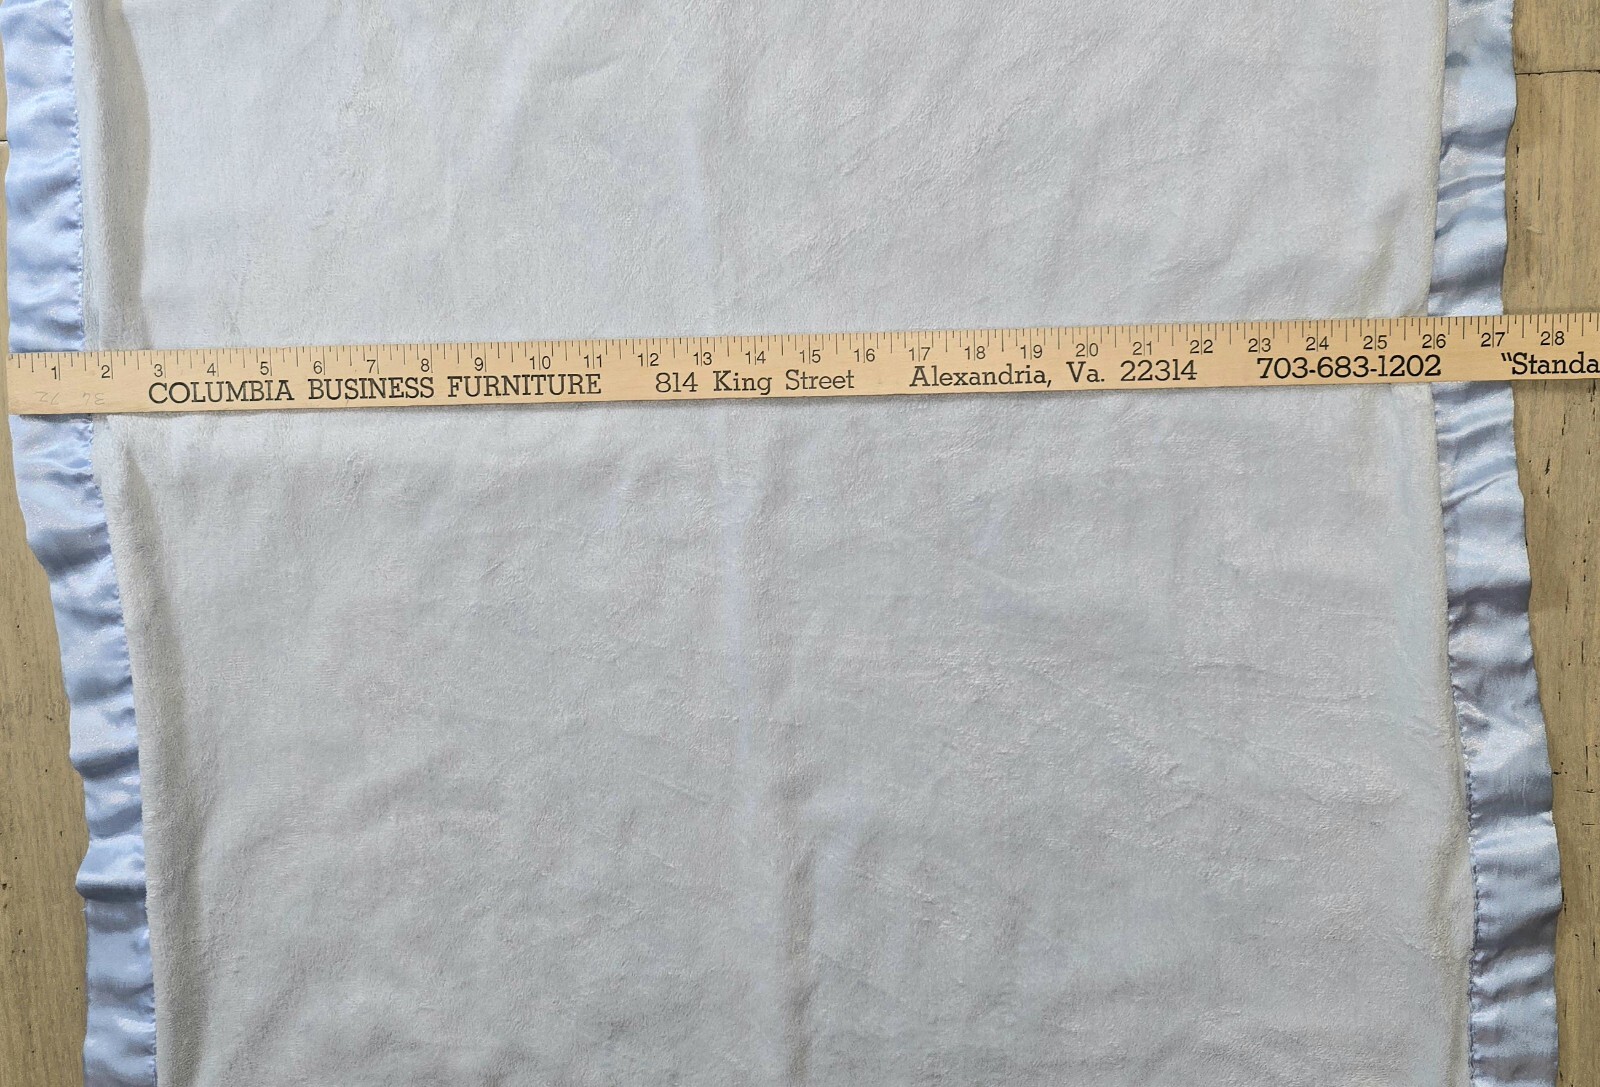 1 2 3 4 5 6 7 8 9 10 11 12 13 14 15 16 17 18 19 20 21 22 23 24 25 26 27 28
COLUMBIA BUSINESS FURNITURE 814 King Street Alexandria, Va. 22314 703-683-1202 "Standa